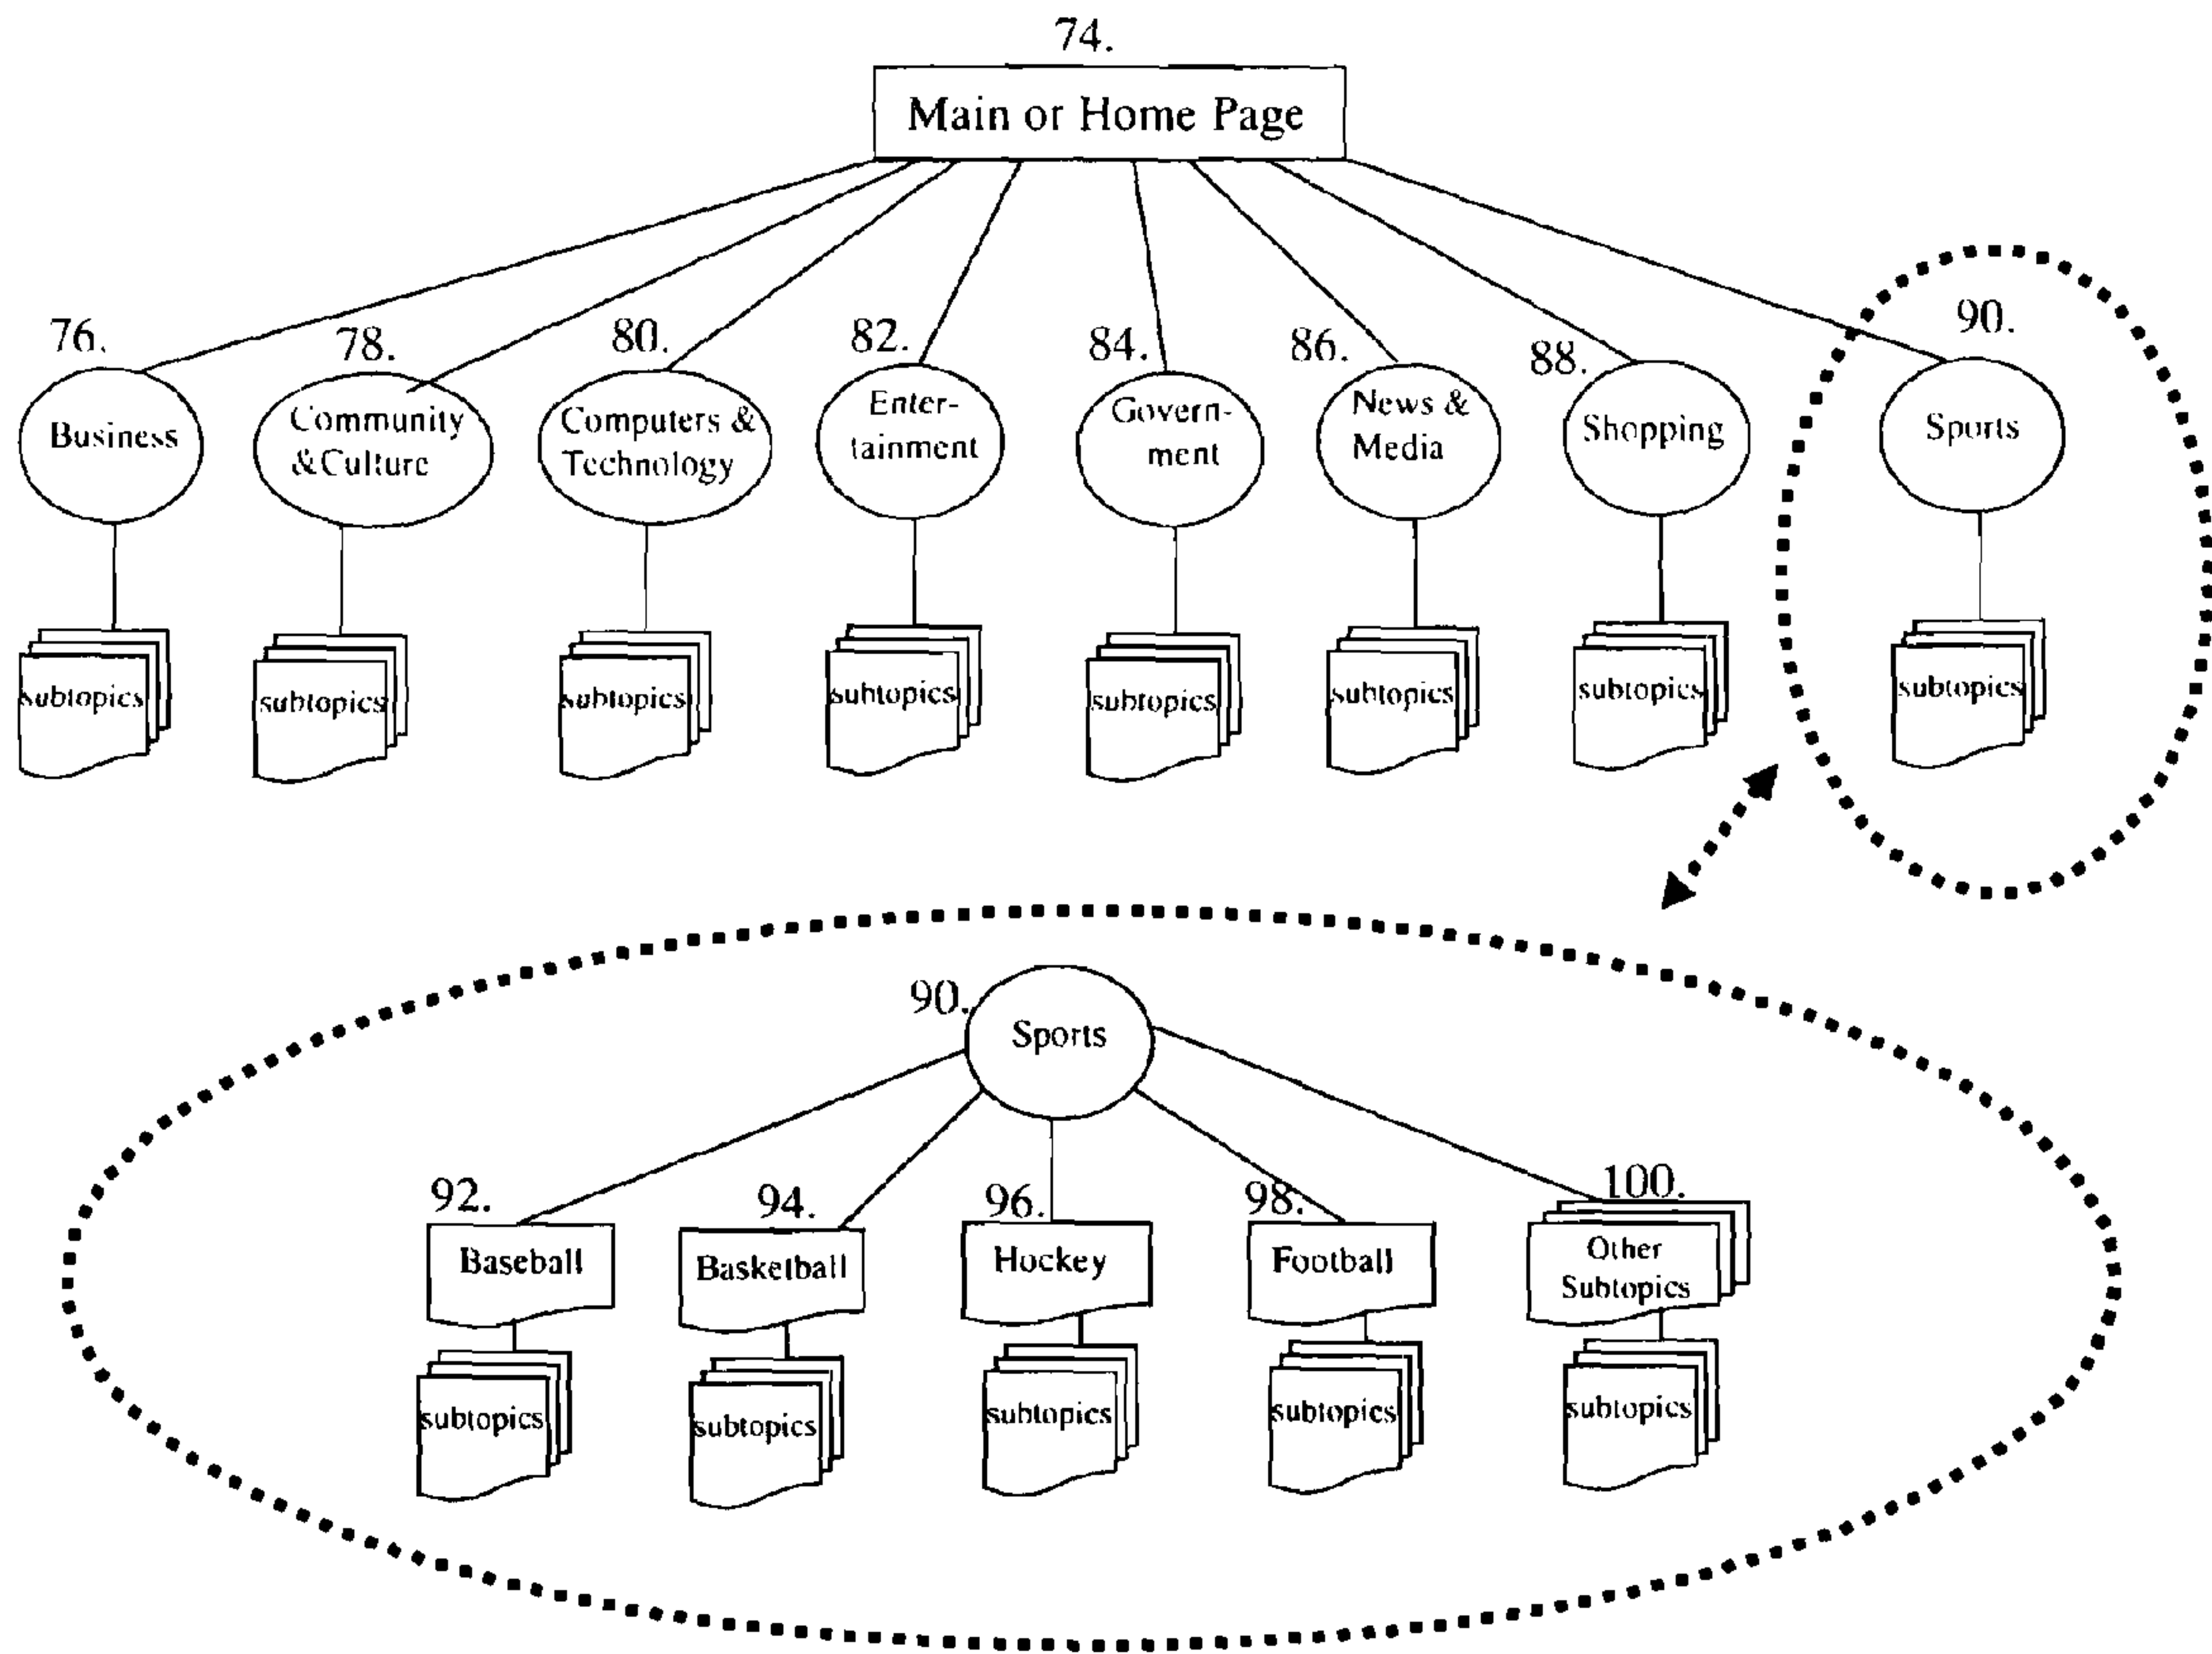 74.
Main or Home Page
76.
78.
80.
82.
84.
86.
88.
90.
Business
Community
&Culture
Computers &
Technology
Enter-
tainment
Govern-
ment
News &
Media
Shopping
Sports
subtopics
subtopics
subtopics
subtopics
subtopics
subtopics
subtopics
subtopics
90.
Sports
92.
94.
96.
98.
100.
Baseball
Basketball
Hockey
Football
Other
Subtopics
subtopics
subtopics
subtopics
subtopics
subtopics